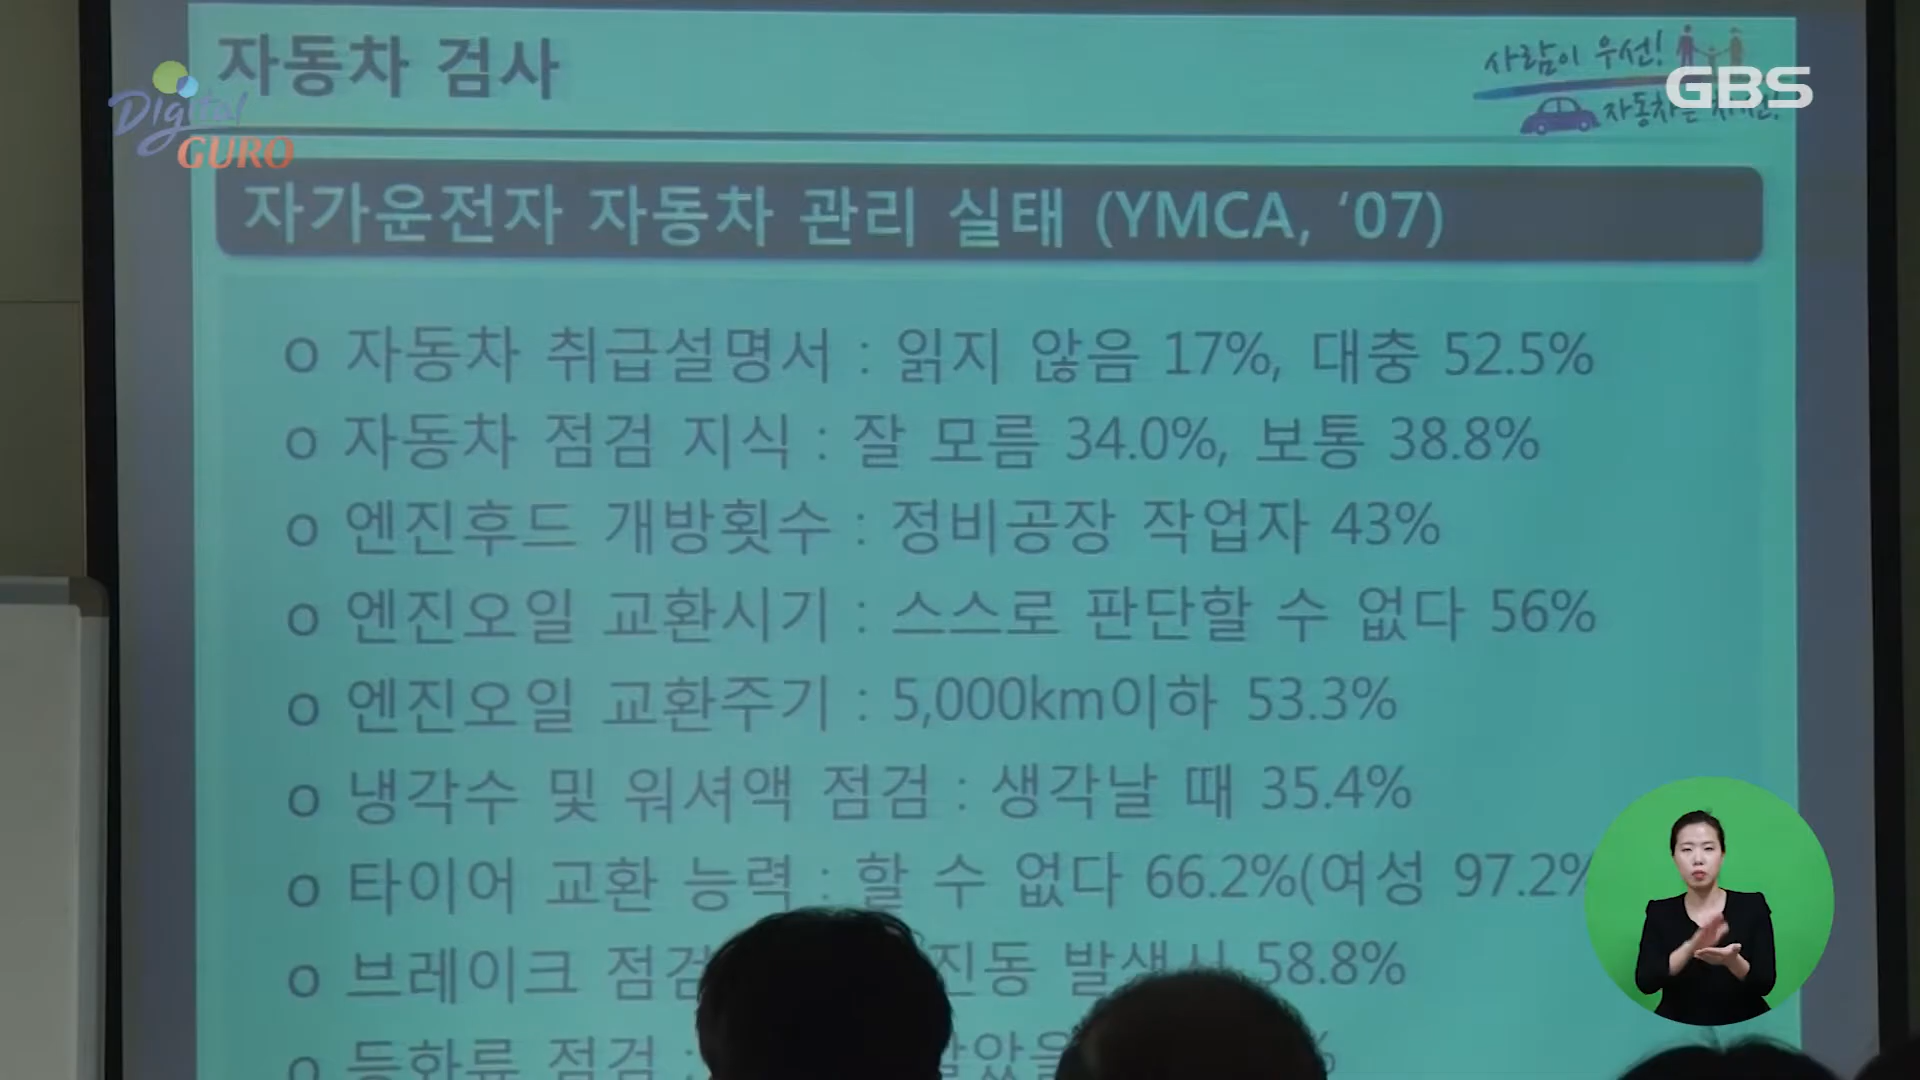 자동차 검사
사람이 우선!
GBS
Digital
GURO
자가운전자 자동차 관리 실태 (YMCA, ‘07)
o 자동차 취급설명서 : 읽지 않음 17%, 대충 52.5%
o 자동차 점검 지식 : 잘 모름 34.0%, 보통 38.8%
o 엔진후드 개방횟수 : 정비공장 작업자 43%
o 엔진오일 교환시기 : 스스로 판단할 수 없다 56%
o 엔진오일 교환주기 : 5,000km이하 53.3%
o 냉각수 및 워셔액 점검 : 생각날 때 35.4%
o 타이어 교환 능력 : 할 수 없다 66.2%(여성 97.2%
o 브레이크 점검 진동 발생시 58.8%
o 등화류 점검 :